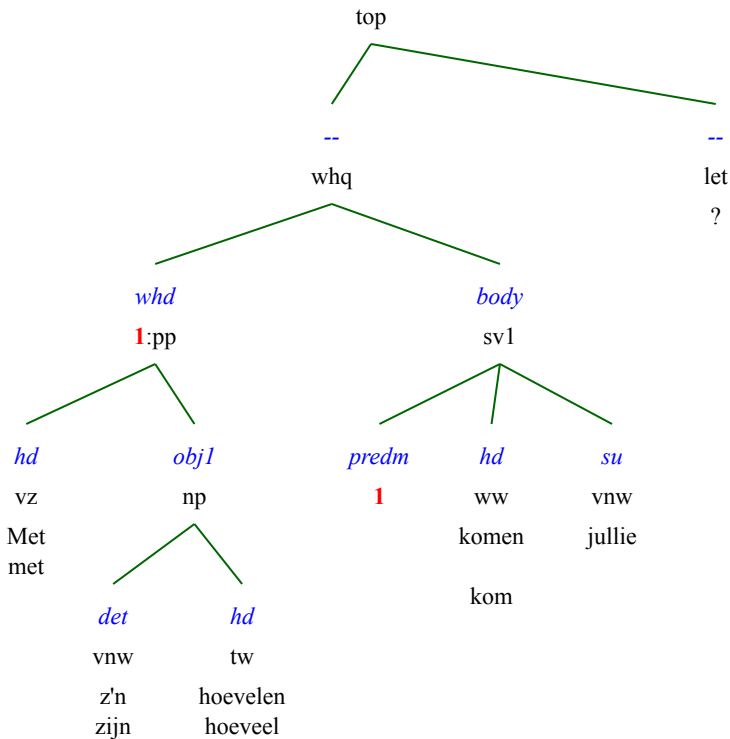 top
-- --
whq let
?
whd body
1:pp sv1
hd obj1 predm hd su
vz np 1 ww vnw
Met komen jullie
met
kom
det hd
vnw tw
z'n hoevelen
zijn hoeveel